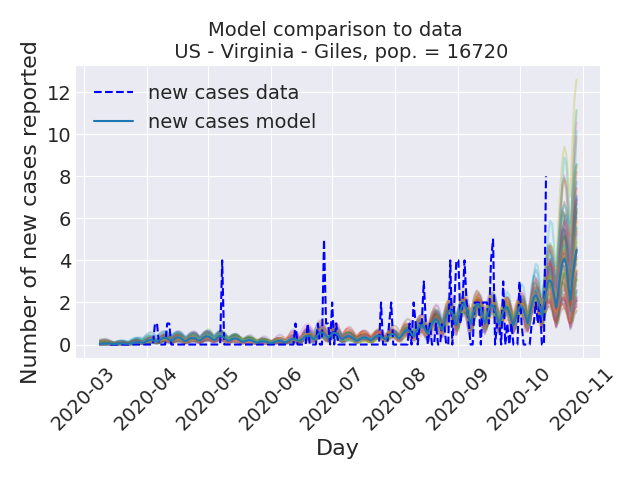 Model comparison to data
US - Virginia - Giles, pop. = 16720
Number of new cases reported
12
10
8
6
4
2
0
new cases data
new cases model
2020-03
2020-04
2020-05
2020-06
2020-07
2020-08
2020-09
2020-10
2020-11
Day